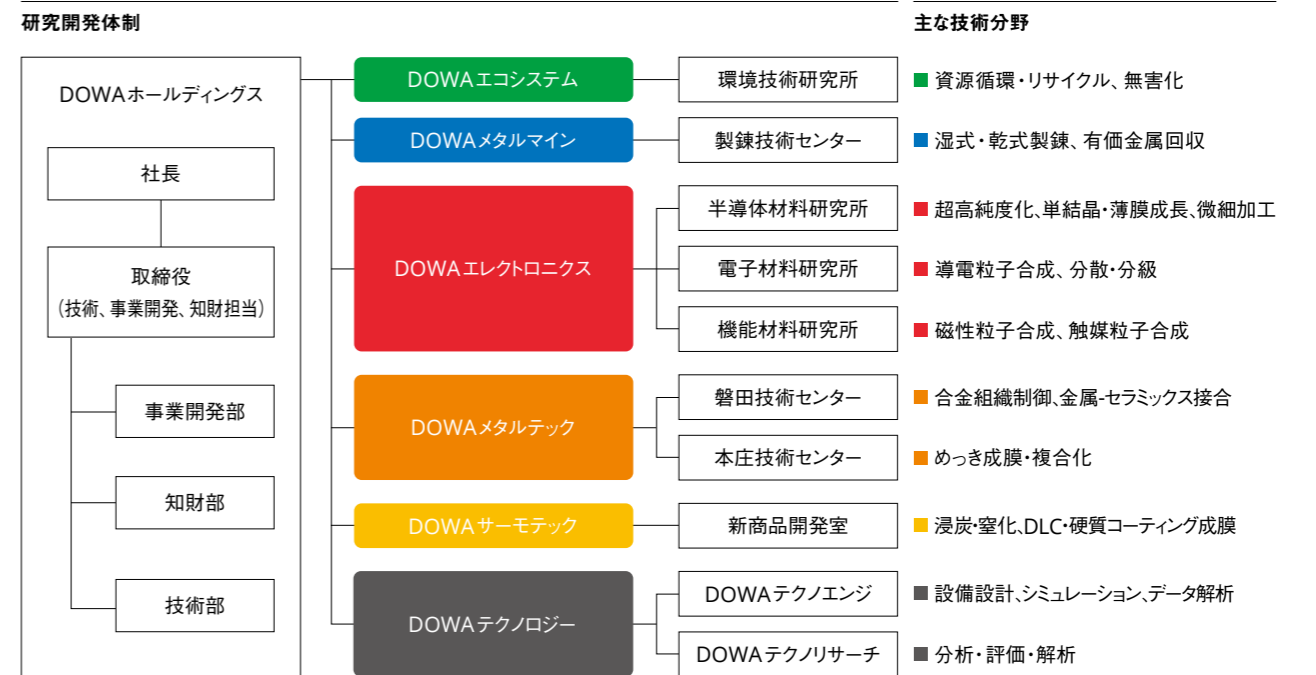 研究開発体制
主な技術分野
DOWAホールディングス
社長
取締役
(技術、事業開発、知財担当)
事業開発部
知財部
技術部
DOWAエコシステム
環境技術研究所
資源循環・リサイクル、無害化
DOWAメタルマイン
製錬技術センター
湿式・乾式製錬、有価金属回収
DOWAエレクトロニクス
半導体材料研究所
超高純度化、単結晶・薄膜成長、微細加工
電子材料研究所
導電粒子合成、分散・分級
機能材料研究所
磁性粒子合成、触媒粒子合成
DOWAメタルテック
磐田技術センター
合金組織制御、金属-セラミックス接合
本庄技術センター
めっき成膜・複合化
DOWAサーモテック
新商品開発室
浸炭・窒化、DLC・硬質コーティング成膜
DOWAテクノロジー
DOWAテクノエンジ
設備設計、シミュレーション、データ解析
DOWAテクノリサーチ
分析・評価・解析